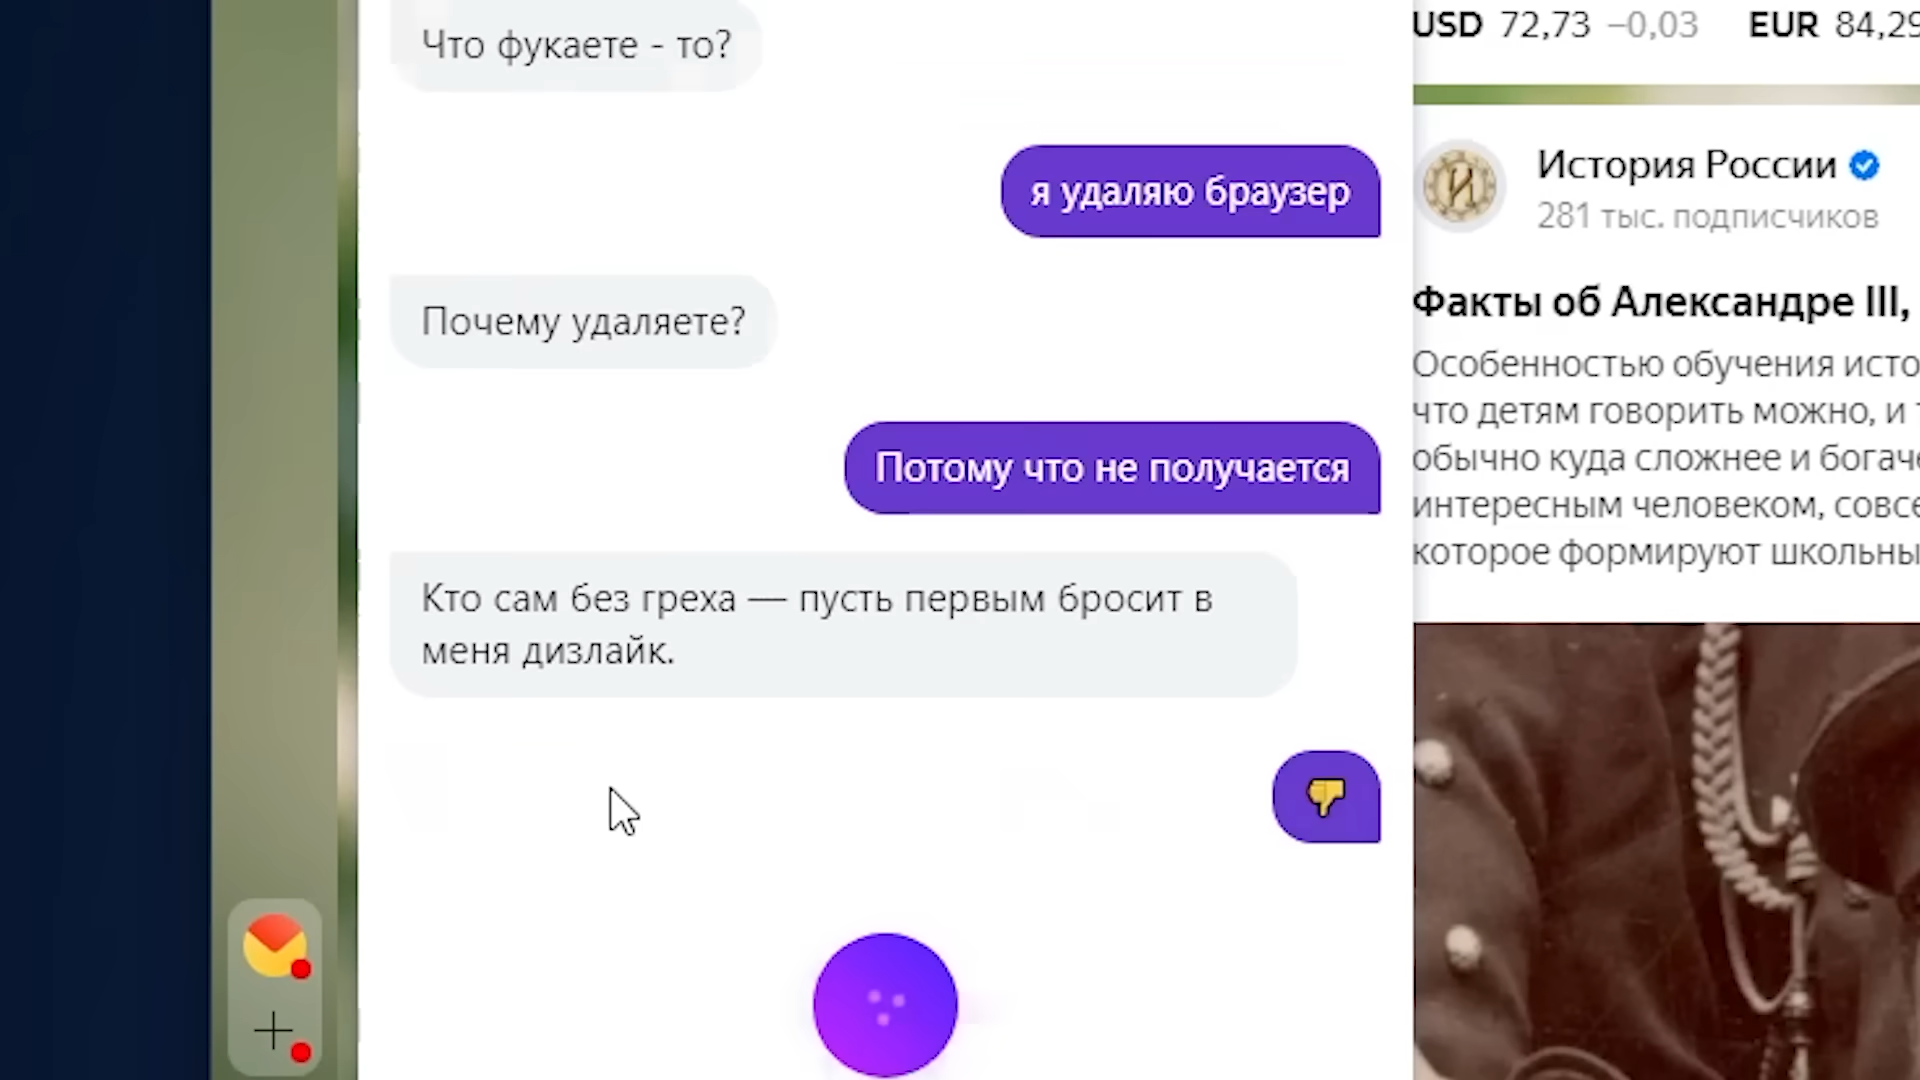 Что фукаете - то?
я удаляю браузер
Почему удаляете?
Потому что не получается
Кто сам без греха — пусть первым бросит в
меня дизлайк.
USD 72,73 −0,03 EUR 84,29
История России
281 тыс. подписчиков
Факты об Александре III,
Особенностью обучения исто
что детям говорить можно, и т
обычно куда сложнее и богаче
интересным человеком, совсе
которое формируют школьны